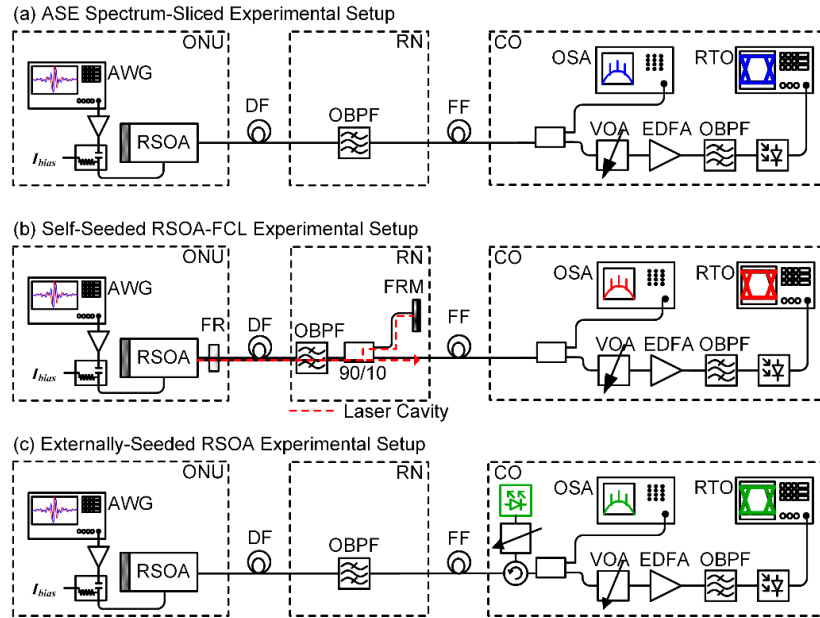 (a) ASE Spectrum-Sliced Experimental Setup
ONU RN CO
AWG OSA RTO
DF OBPF FF VOA EDFA OBPF
RSOA
I_bias
(b) Self-Seeded RSOA-FCL Experimental Setup
ONU RN CO
AWG FRM OSA RTO
FR DF OBPF FF VOA EDFA OBPF
RSOA
90/10
I_bias
Laser Cavity
(c) Externally-Seeded RSOA Experimental Setup
ONU RN CO
AWG OSA RTO
DF OBPF FF VOA EDFA OBPF
RSOA
I_bias